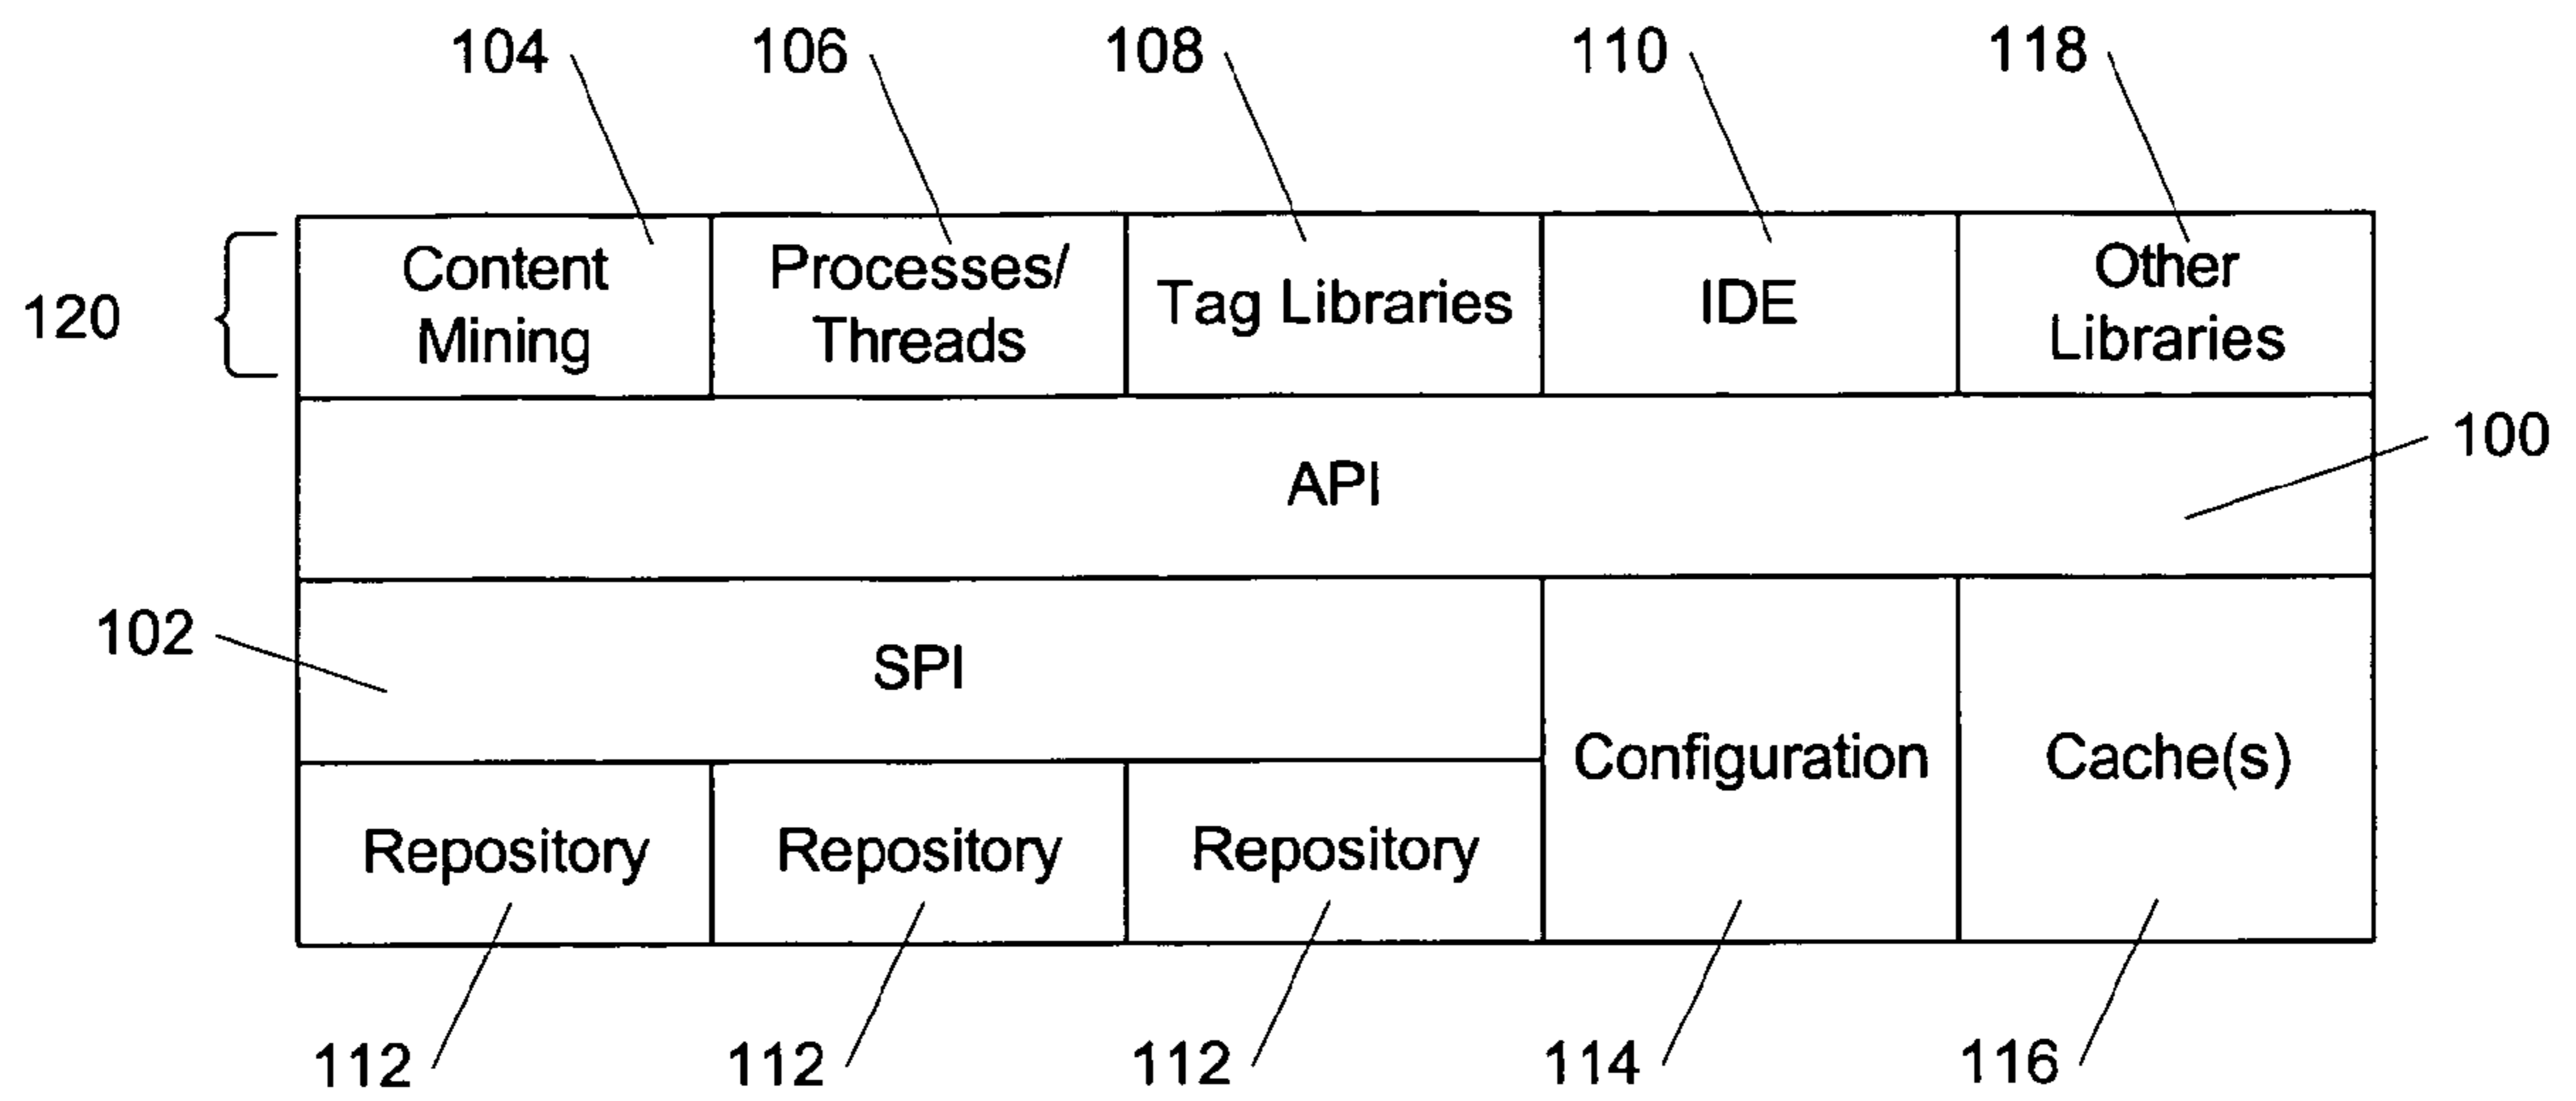 104 106 108 110 118
120
Content
Mining
Processes/
Threads
Tag Libraries
IDE
Other
Libraries
API
100
102
SPI
Configuration
Cache(s)
Repository
Repository
Repository
112 112 112 114 116